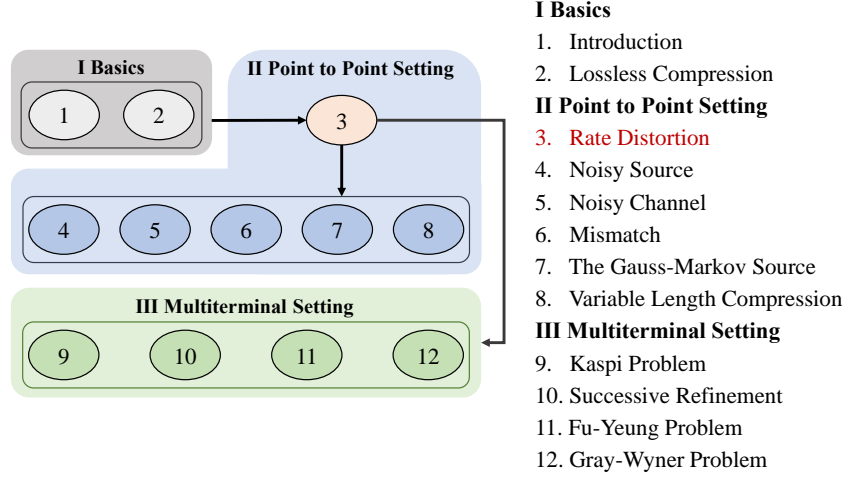 I Basics
1 2
II Point to Point Setting
3
4 5 6 7 8
III Multiterminal Setting
9 10 11 12
I Basics
1. Introduction
2. Lossless Compression
II Point to Point Setting
3. Rate Distortion
4. Noisy Source
5. Noisy Channel
6. Mismatch
7. The Gauss-Markov Source
8. Variable Length Compression
III Multiterminal Setting
9. Kaspi Problem
10. Successive Refinement
11. Fu-Yeung Problem
12. Gray-Wyner Problem